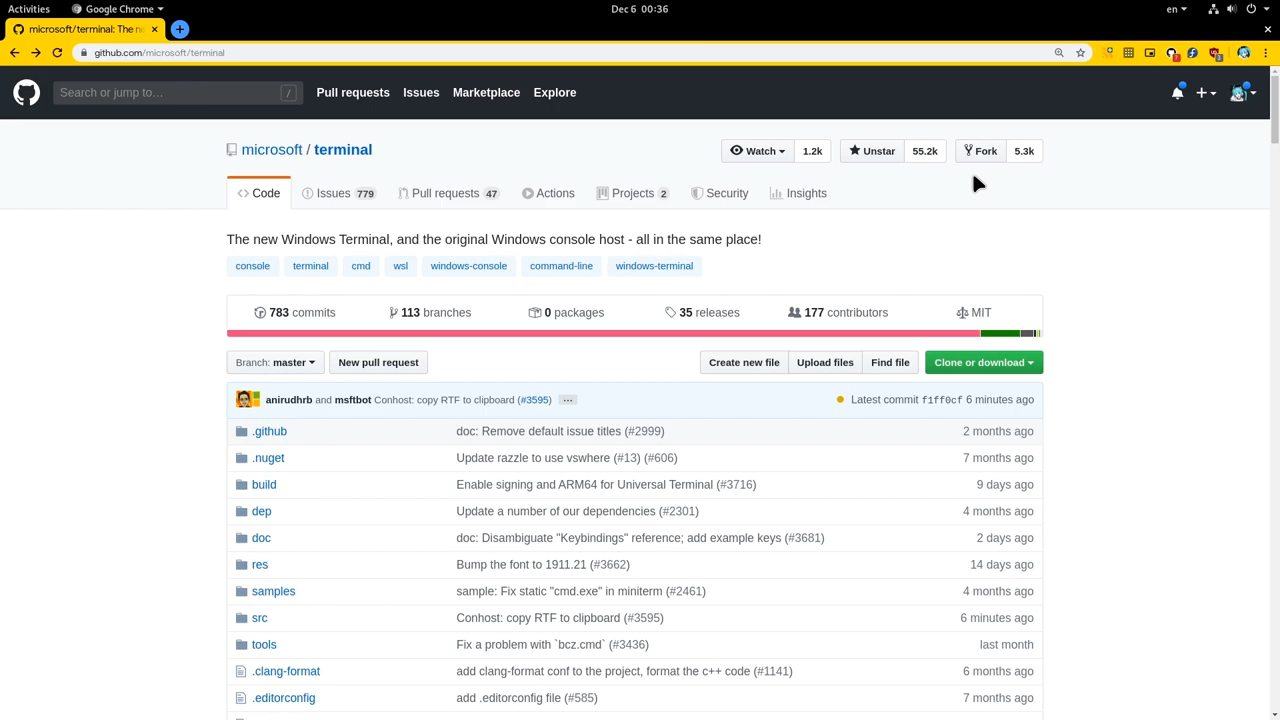 Activities Google Chrome Dec 6 00:36 en
microsoft/terminal: The ne
github.com/microsoft/terminal
Search or jump to… / Pull requests Issues Marketplace Explore
microsoft / terminal Watch 1.2k Unstar 55.2k Fork 5.3k
Code Issues 779 Pull requests 47 Actions Projects 2 Security Insights
The new Windows Terminal, and the original Windows console host - all in the same place!
console terminal cmd wsl windows-console command-line windows-terminal
783 commits 113 branches 0 packages 35 releases 177 contributors MIT
Branch: master New pull request Create new file Upload files Find file Clone or download
anirudhrb and msftbot Conhost: copy RTF to clipboard (#3595) … Latest commit f1ff0cf 6 minutes ago
.github doc: Remove default issue titles (#2999) 2 months ago
.nuget Update razzle to use vswhere (#13) (#606) 7 months ago
build Enable signing and ARM64 for Universal Terminal (#3716) 9 days ago
dep Update a number of our dependencies (#2301) 4 months ago
doc doc: Disambiguate "Keybindings" reference; add example keys (#3681) 2 days ago
res Bump the font to 1911.21 (#3662) 14 days ago
samples sample: Fix static "cmd.exe" in miniterm (#2461) 4 months ago
src Conhost: copy RTF to clipboard (#3595) 6 minutes ago
tools Fix a problem with `bcz.cmd` (#3436) last month
.clang-format add clang-format conf to the project, format the c++ code (#1141) 6 months ago
.editorconfig add .editorconfig file (#585) 7 months ago